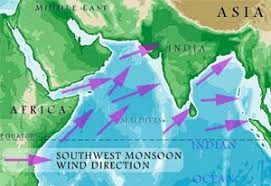 MIDDLE EAST
ASIA
INDIA
AFRICA
MALDIVES
EQUATOR
INDIAN
OCEAN
SOUTHWEST MONSOON
WIND DIRECTION